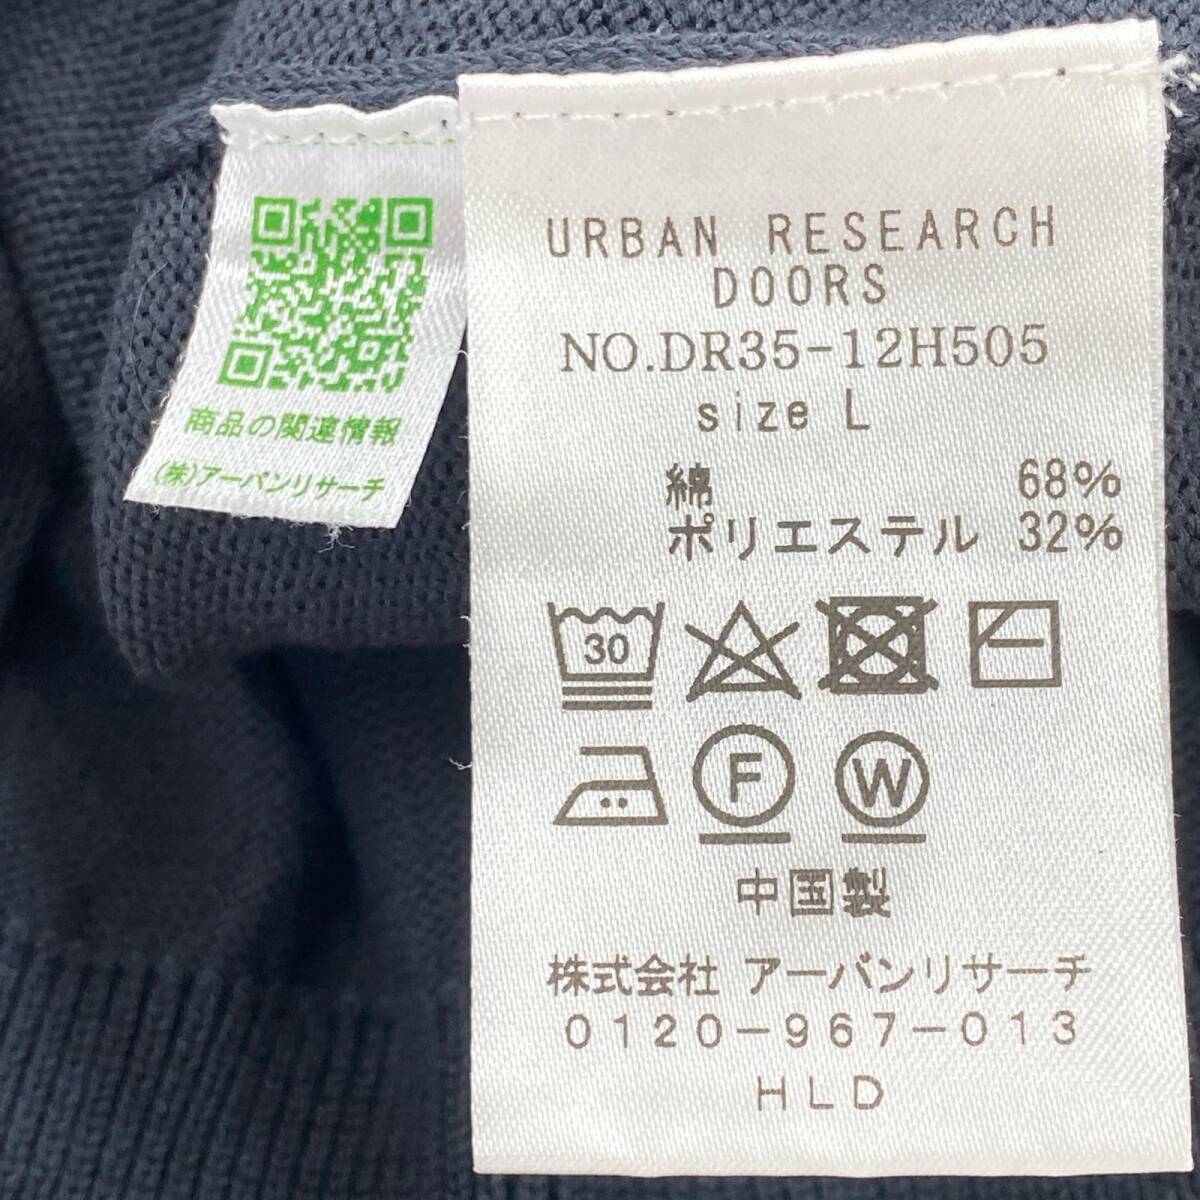 商品の関連情報
(株)アーバンリサーチ
URBAN RESEARCH
DOORS
NO.DR35-12H505
size L
綿 68%
ポリエステル 32%
30
F W
中国製
株式会社 アーバンリサーチ
0120-967-013
HLD